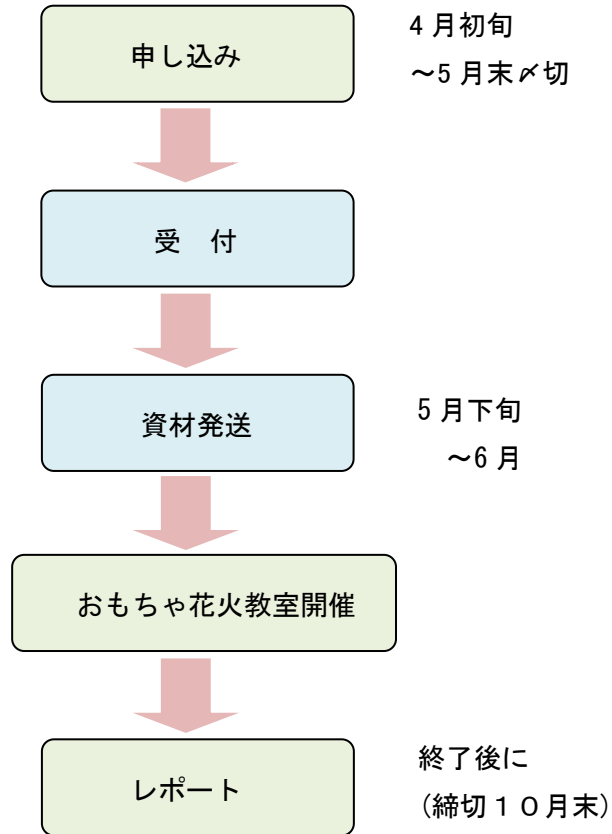 申し込み
4月初旬
～5月末〆切
受　付
資材発送
5月下旬
～6月
おもちゃ花火教室開催
レポート
終了後に
(締切１０月末)